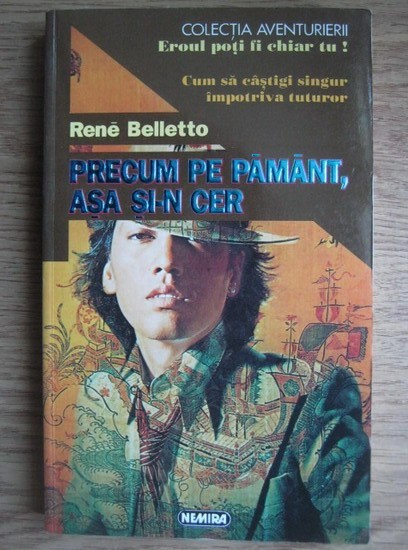 COLECȚIA AVENTURIERII
Eroul poți fi chiar tu !
Cum să câștigi singur
împotriva tuturor
René Belletto
PRECUM PE PĂMÂNT,
AȘA ȘI-N CER
NEMIRA